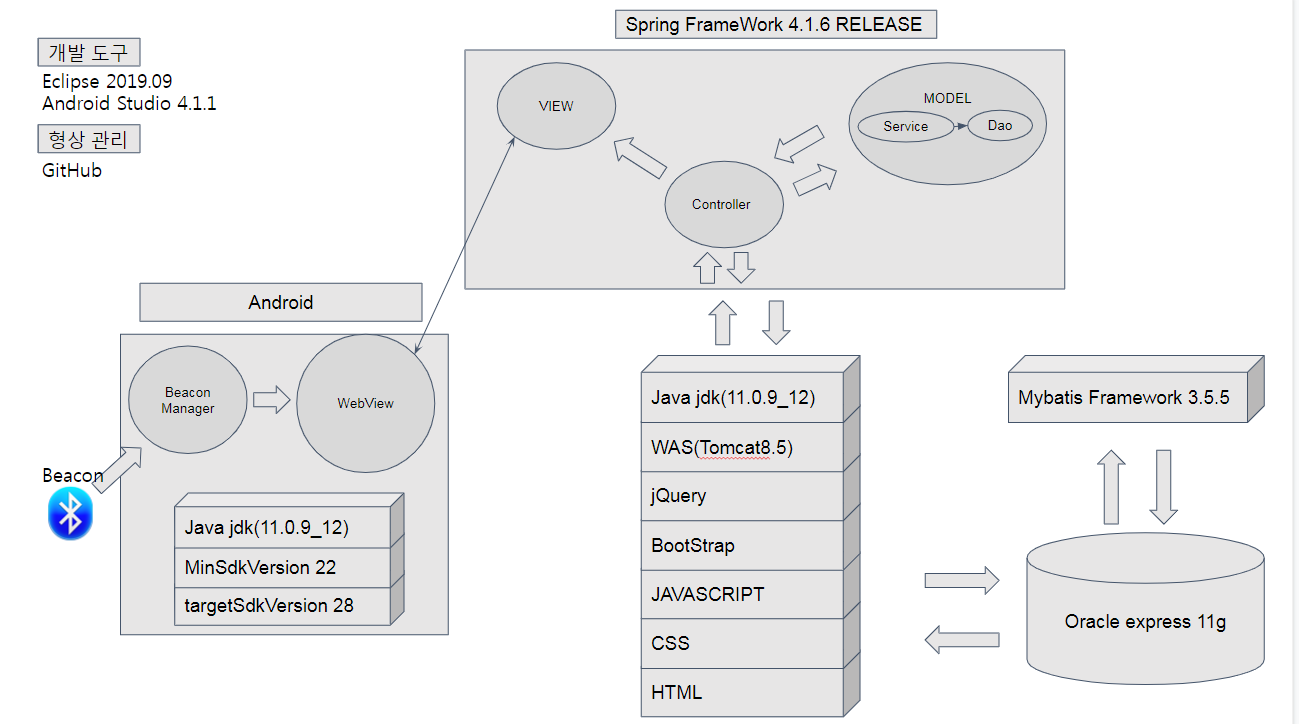 Spring FrameWork 4.1.6 RELEASE
개발 도구
Eclipse 2019.09
Android Studio 4.1.1
형상 관리
GitHub
VIEW
MODEL
Service
Dao
Controller
Android
Beacon
Manager
WebView
Beacon
Java jdk(11.0.9_12)
MinSdkVersion 22
targetSdkVersion 28
Java jdk(11.0.9_12)
WAS(Tomcat8.5)
jQuery
BootStrap
JAVASCRIPT
CSS
HTML
Mybatis Framework 3.5.5
Oracle express 11g